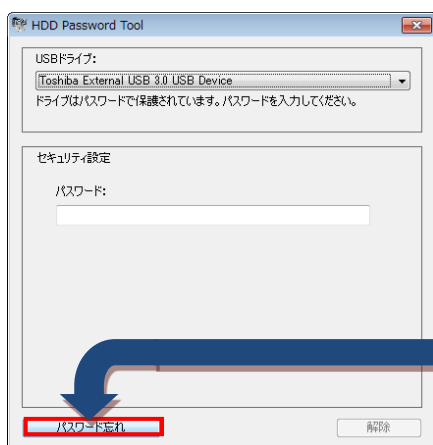 HDD Password Tool
USBドライブ:
Toshiba External USB 3.0 USB Device
ドライブはパスワードで保護されています。パスワードを入力してください。
セキュリティ設定
パスワード:
パスワード忘れ
解除